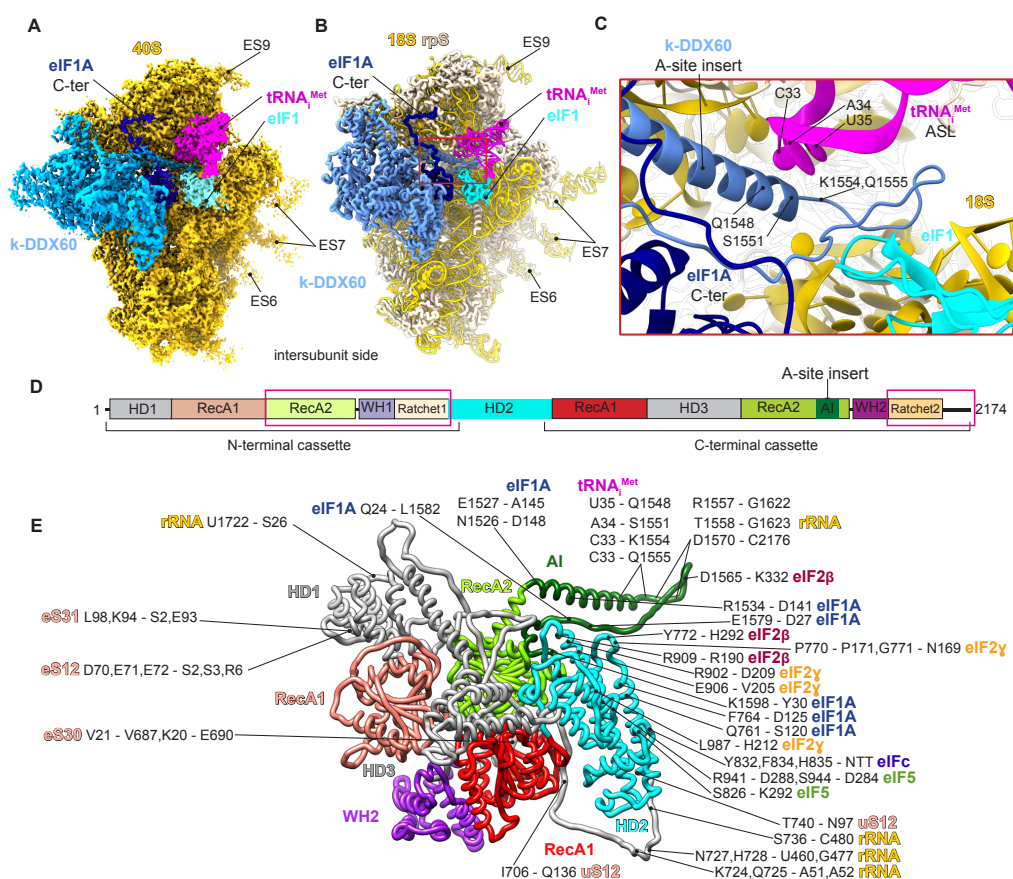 A
40S
ES9
eIF1A
C-ter
tRNAiMet
eIF1
k-DDX60
ES7
ES6
B
18S rpS
ES9
eIF1A
C-ter
tRNAiMet
eIF1
k-DDX60
ES7
ES6
intersubunit side
C
k-DDX60
A-site insert
C33
A34
U35
tRNAiMet
ASL
K1554,Q1555
18S
Q1548
S1551
eIF1
eIF1A
C-ter
D
A-site insert
1 HD1 RecA1 RecA2 WH1 Ratchet1 HD2 RecA1 HD3 RecA2 AI WH2 Ratchet2 2174
N-terminal cassette C-terminal cassette
E
rRNA U1722 - S26
eIF1A Q24 - L1582
eIF1A
E1527 - A145
N1526 - D148
tRNAiMet
U35 - Q1548
A34 - S1551
C33 - K1554
C33 - Q1555
R1557 - G1622
T1558 - G1623 rRNA
D1570 - C2176
AI
RecA2
HD1
D1565 - K332 eIF2β
eS31 L98,K94 - S2,E93
R1534 - D141 eIF1A
E1579 - D27 eIF1A
Y772 - H292 eIF2β
P770 - P171,G771 - N169 eIF2γ
eS12 D70,E71,E72 - S2,S3,R6
R909 - R190 eIF2β
R902 - D209 eIF2γ
E906 - V205 eIF2γ
RecA1
K1598 - Y30 eIF1A
F764 - D125 eIF1A
Q761 - S120 eIF1A
eS30 V21 - V687,K20 - E690
L987 - H212 eIF2γ
HD3
Y832,F834,H835 - NTT eIFc
R941 - D288,S944 - D284 eIF5
S826 - K292 eIF5
WH2
HD2
T740 - N97 uS12
S736 - C480 rRNA
RecA1
N727,H728 - U460,G477 rRNA
I706 - Q136 uS12
K724,Q725 - A51,A52 rRNA